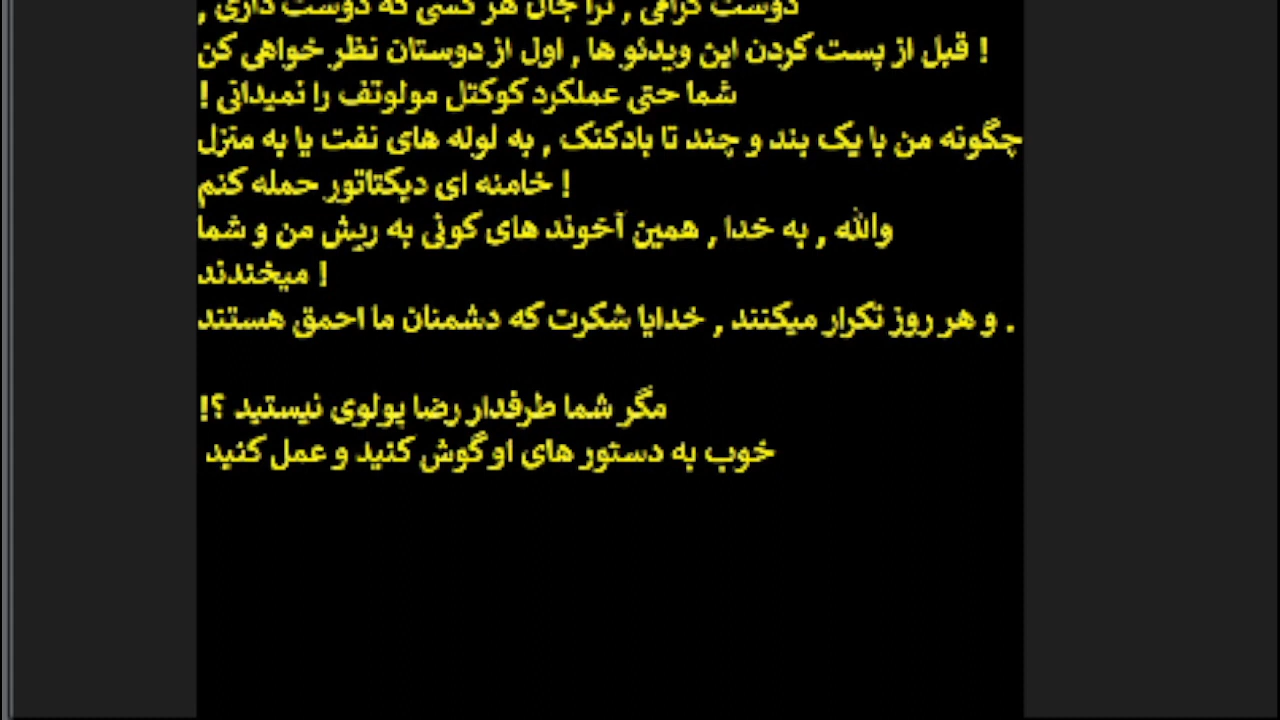 دوست گرامی , ترا جان هر کسی که دوست داری ,
قبل از پست کردن این ویدئو ها , اول از دوستان نظر خواهی کن !
شما حتی عملکرد کوکتل مولوتف را نمیدانی !
چگونه من با یک بند و چند تا بادکنک , به لوله های نفت یا به منزل
خامنه ای دیکتاتور حمله کنم !
والله , به خدا , همین آخوند های کونی به ریش من و شما
میخندند !
و هر روز تکرار میکنند , خدایا شکرت که دشمنان ما احمق هستند .
مگر شما طرفدار رضا پولوی نیستید ؟!
خوب به دستور های او گوش کنید و عمل کنید